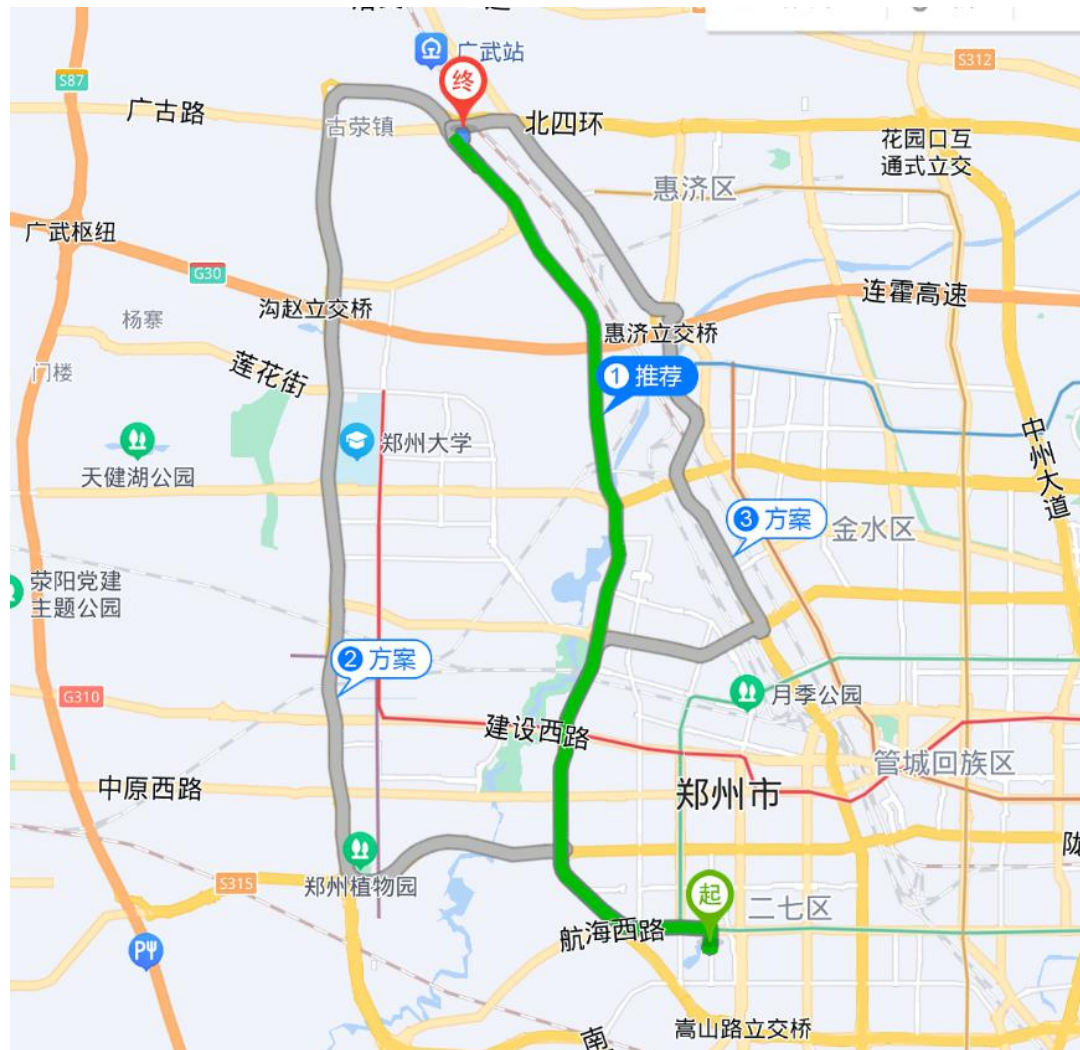 广武站
S312
S87
终
广古路
北四环
古荥镇
花园口互
通式立交
惠济区
广武枢纽
G30
连霍高速
沟赵立交桥
杨寨
惠济立交桥
门楼
莲花街
1 推荐
中州大道
郑州大学
天健湖公园
3 方案
金水区
荥阳党建
主题公园
2 方案
G310
月季公园
建设西路
管城回族区
中原西路
郑州市
陇
郑州植物园
S315
起
二七区
航海西路
嵩山路立交桥
南